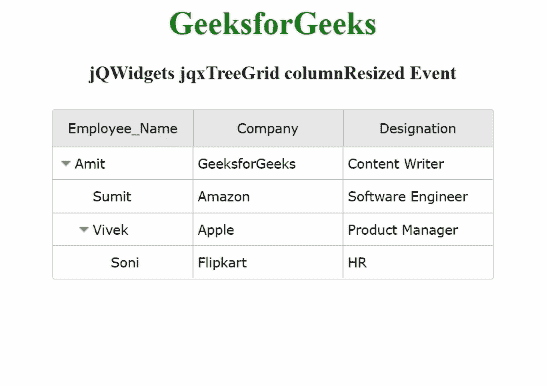 GeeksforGeeks
jQWidgets jqxTreeGrid columnResized Event
Employee_Name Company Designation
Amit GeeksforGeeks Content Writer
Sumit Amazon Software Engineer
Vivek Apple Product Manager
Soni Flipkart HR